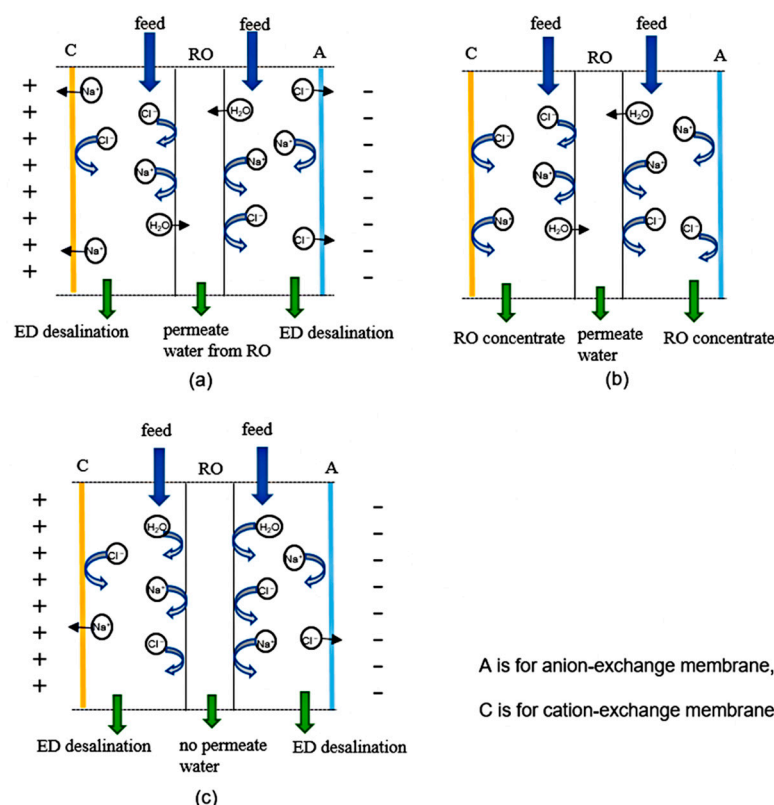 feed feed
C RO A
+ Na⁺ Cl⁻ –
+ Cl⁻ H₂O –
+ Cl⁻ Na⁺ –
+ Na⁺ Na⁺ –
+ H₂O Cl⁻ –
+ Na⁺ Cl⁻ –
+ –
+ –
ED desalination permeate ED desalination
water from RO
(a)
feed feed
C RO A
Cl⁻ H₂O
Cl⁻ Na⁺
Na⁺ Na⁺
Na⁺ H₂O Cl⁻ Cl⁻
RO concentrate permeate RO concentrate
water
(b)
feed feed
C RO A
+ –
+ H₂O H₂O –
+ Cl⁻ Na⁺ –
+ Na⁺ Cl⁻ –
+ Na⁺ Cl⁻ –
+ Cl⁻ Na⁺ –
+ –
+ –
ED desalination no permeate ED desalination
water
(c)
A is for anion-exchange membrane,
C is for cation-exchange membrane